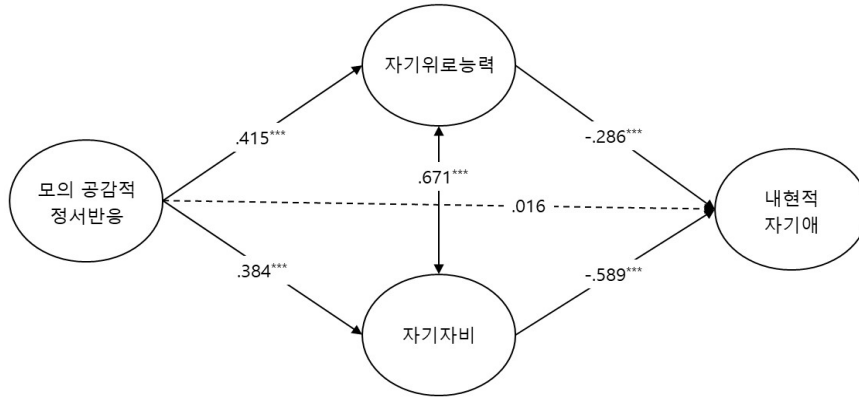 자기위로능력
.415***
-.286***
모의 공감적
정서반응
.671***
.016
내현적
자기애
.384***
-.589***
자기자비